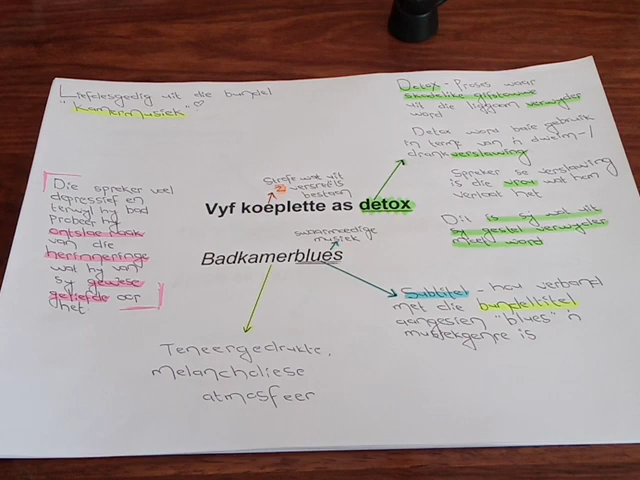 Liefdesgedig uit die bundel
"Kamermusiek" ♡
Detox - Proses waar
skadelike gifstowwe
uit die liggaam verwyder
word
Detox word baie gebruik
in terme van 'n dwelm-/
drankverslawing
Spreker se verslawing
is die vrou wat hom
verlaat het
Dit is sy wat uit
sy gestel verwyder
moet word
Strofe wat uit
2 versreëls
bestaan
Vyf koeplette as detox
swaarmoedige
musiek
Badkamerblues
Die spreker voel
depressief en
terwyl hy bad
probeer hy
ontslae raak
van die
herinneringe
wat hy van
sy gewese
geliefde oor
het.
Subtitel - hou verband
met die bundeltitel
aangesien "blues" 'n
musiekgenre is
Teneergedrukte,
melancholiese
atmosfeer